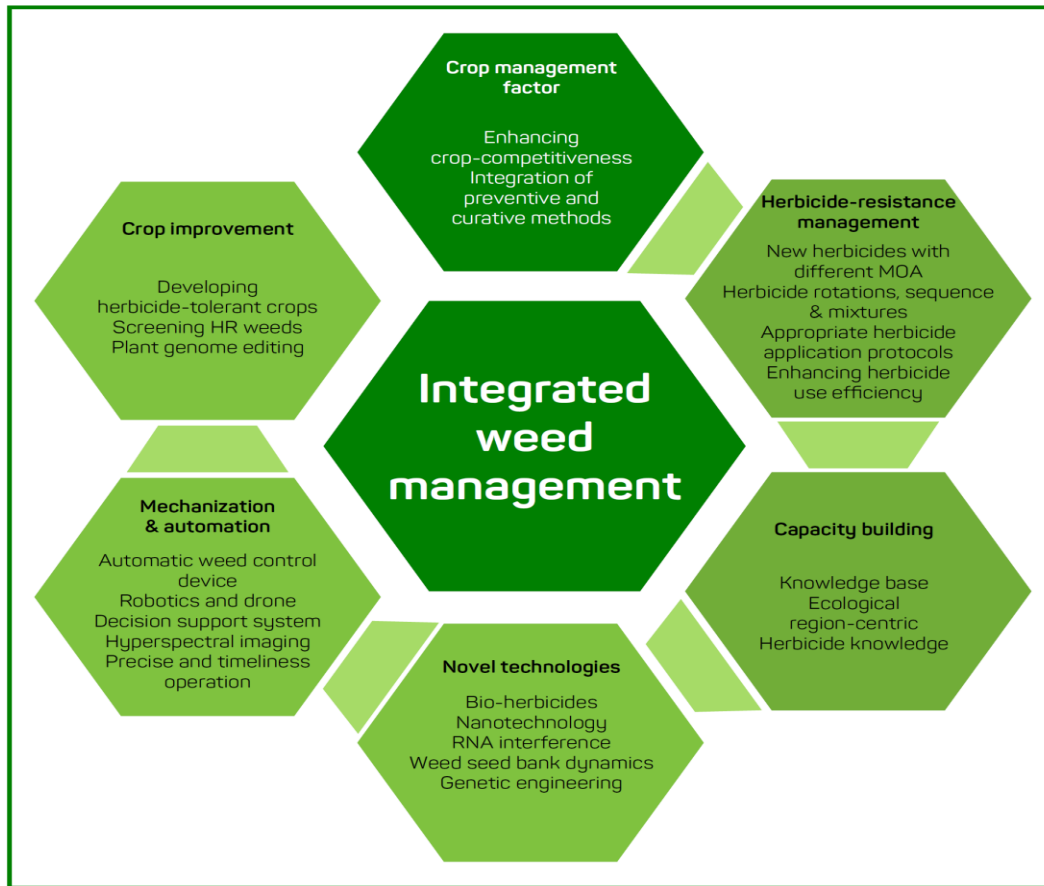 Crop management
factor
Enhancing
crop-competitiveness
Integration of
preventive and
curative methods
Herbicide-resistance
management
New herbicides with
different MOA
Herbicide rotations, sequence
& mixtures
Appropriate herbicide
application protocols
Enhancing herbicide
use efficiency
Crop improvement
Developing
herbicide-tolerant crops
Screening HR weeds
Plant genome editing
Integrated
weed
management
Mechanization
& automation
Automatic weed control
device
Robotics and drone
Decision support system
Hyperspectral imaging
Precise and timeliness
operation
Capacity building
Knowledge base
Ecological
region-centric
Herbicide knowledge
Novel technologies
Bio-herbicides
Nanotechnology
RNA interference
Weed seed bank dynamics
Genetic engineering